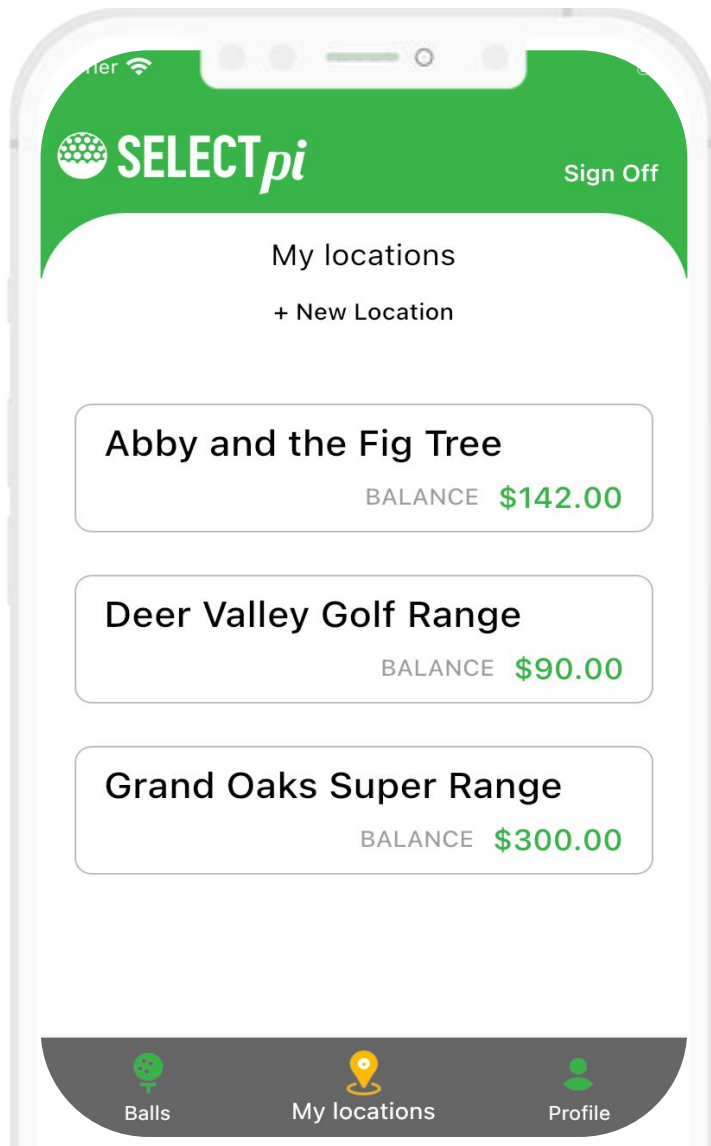 SELECTpi
Sign Off
My locations
+ New Location
Abby and the Fig Tree
BALANCE $142.00
Deer Valley Golf Range
BALANCE $90.00
Grand Oaks Super Range
BALANCE $300.00
Balls
My locations
Profile